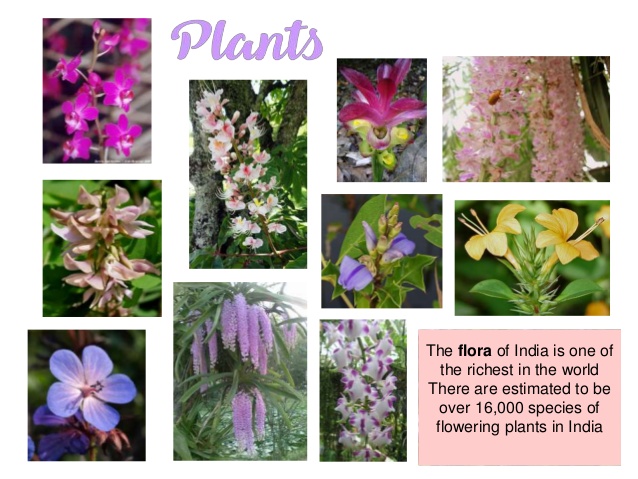 Plants
The flora of India is one of
the richest in the world
There are estimated to be
over 16,000 species of
flowering plants in India